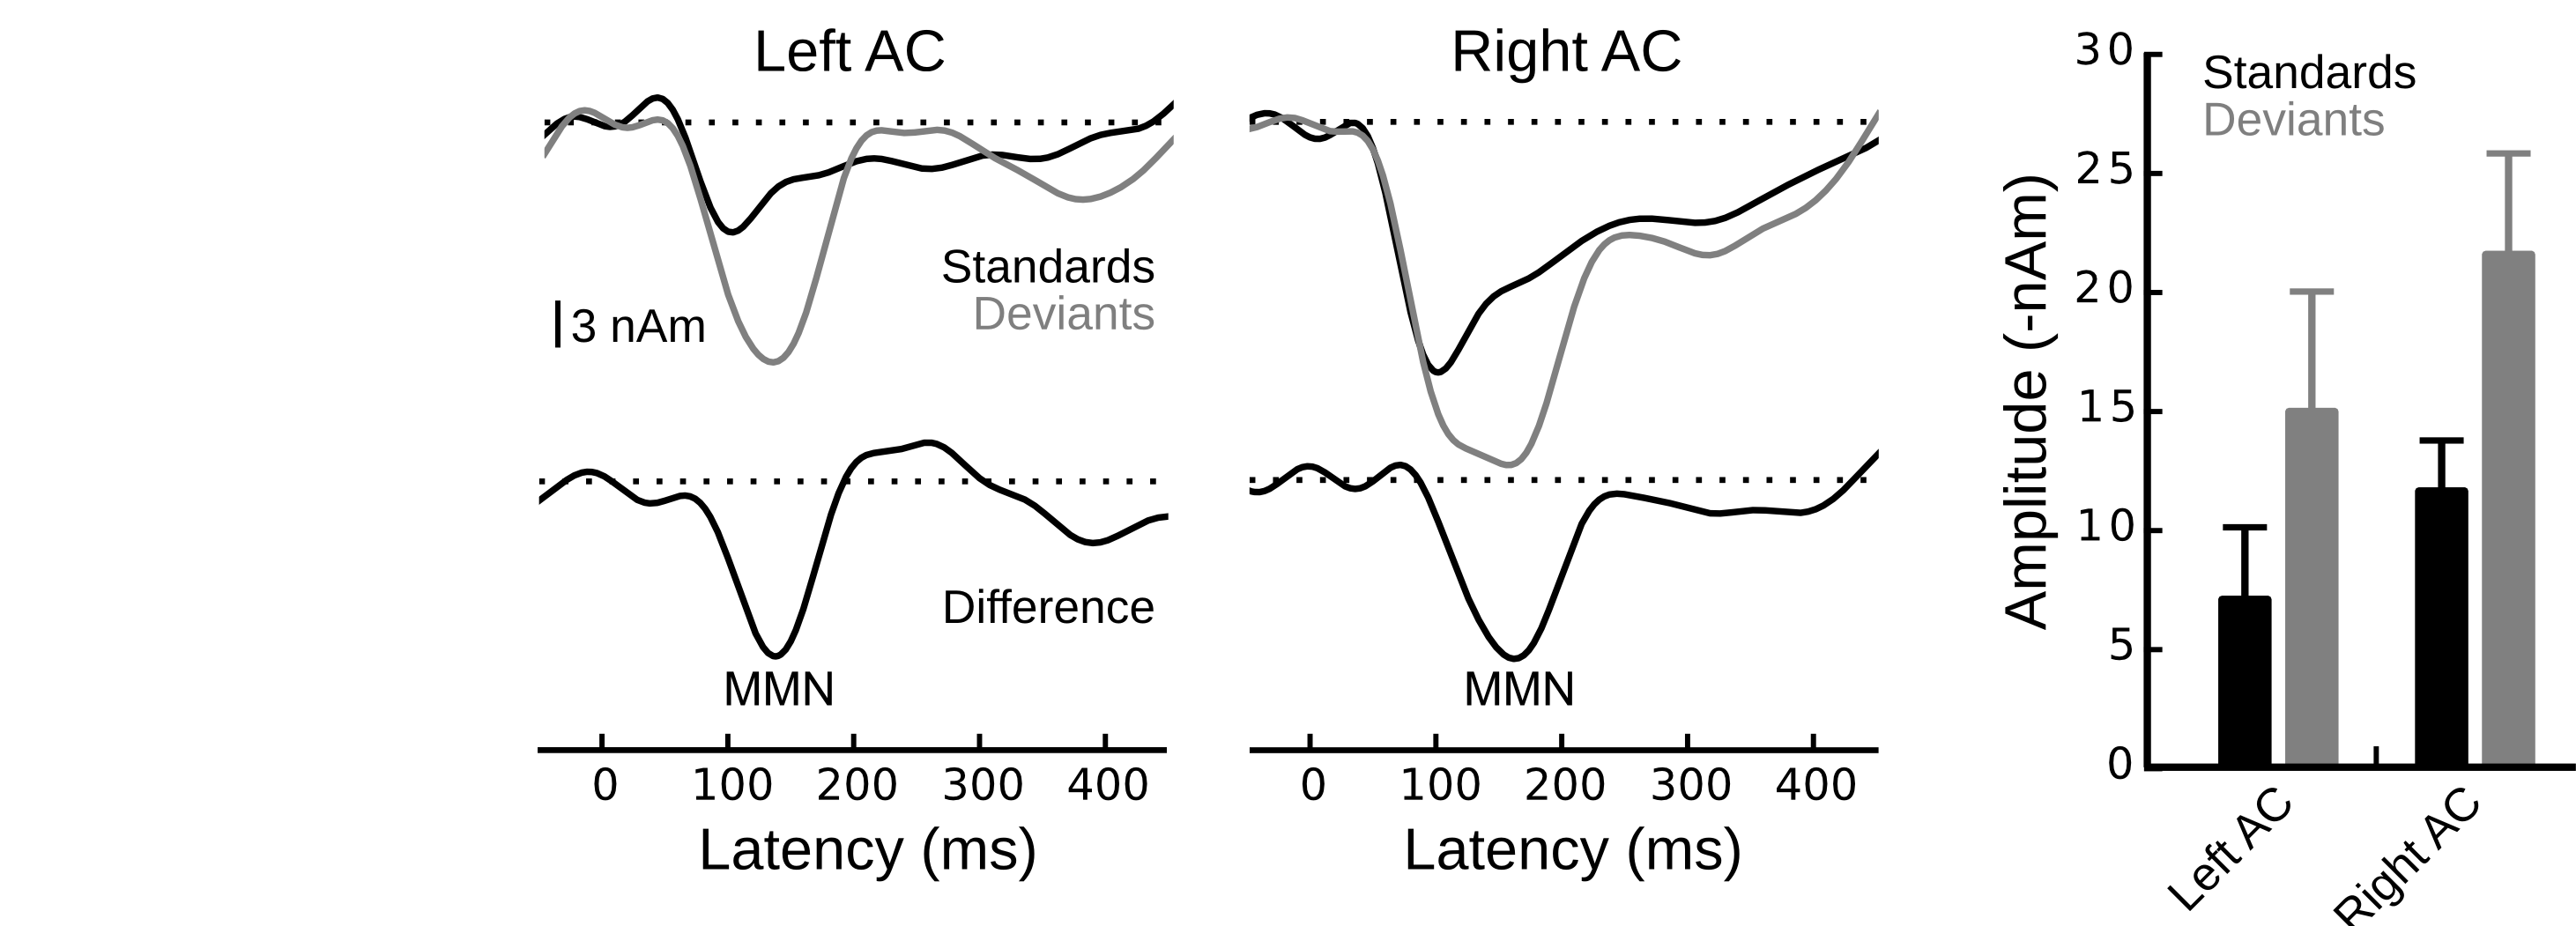 Left AC
Standards
Deviants
3 nAm
Difference
MMN
0 100 200 300 400
Latency (ms)
Right AC
MMN
0 100 200 300 400
Latency (ms)
Amplitude (-nAm)
30
25
20
15
10
5
0
Standards
Deviants
Left AC
Right AC